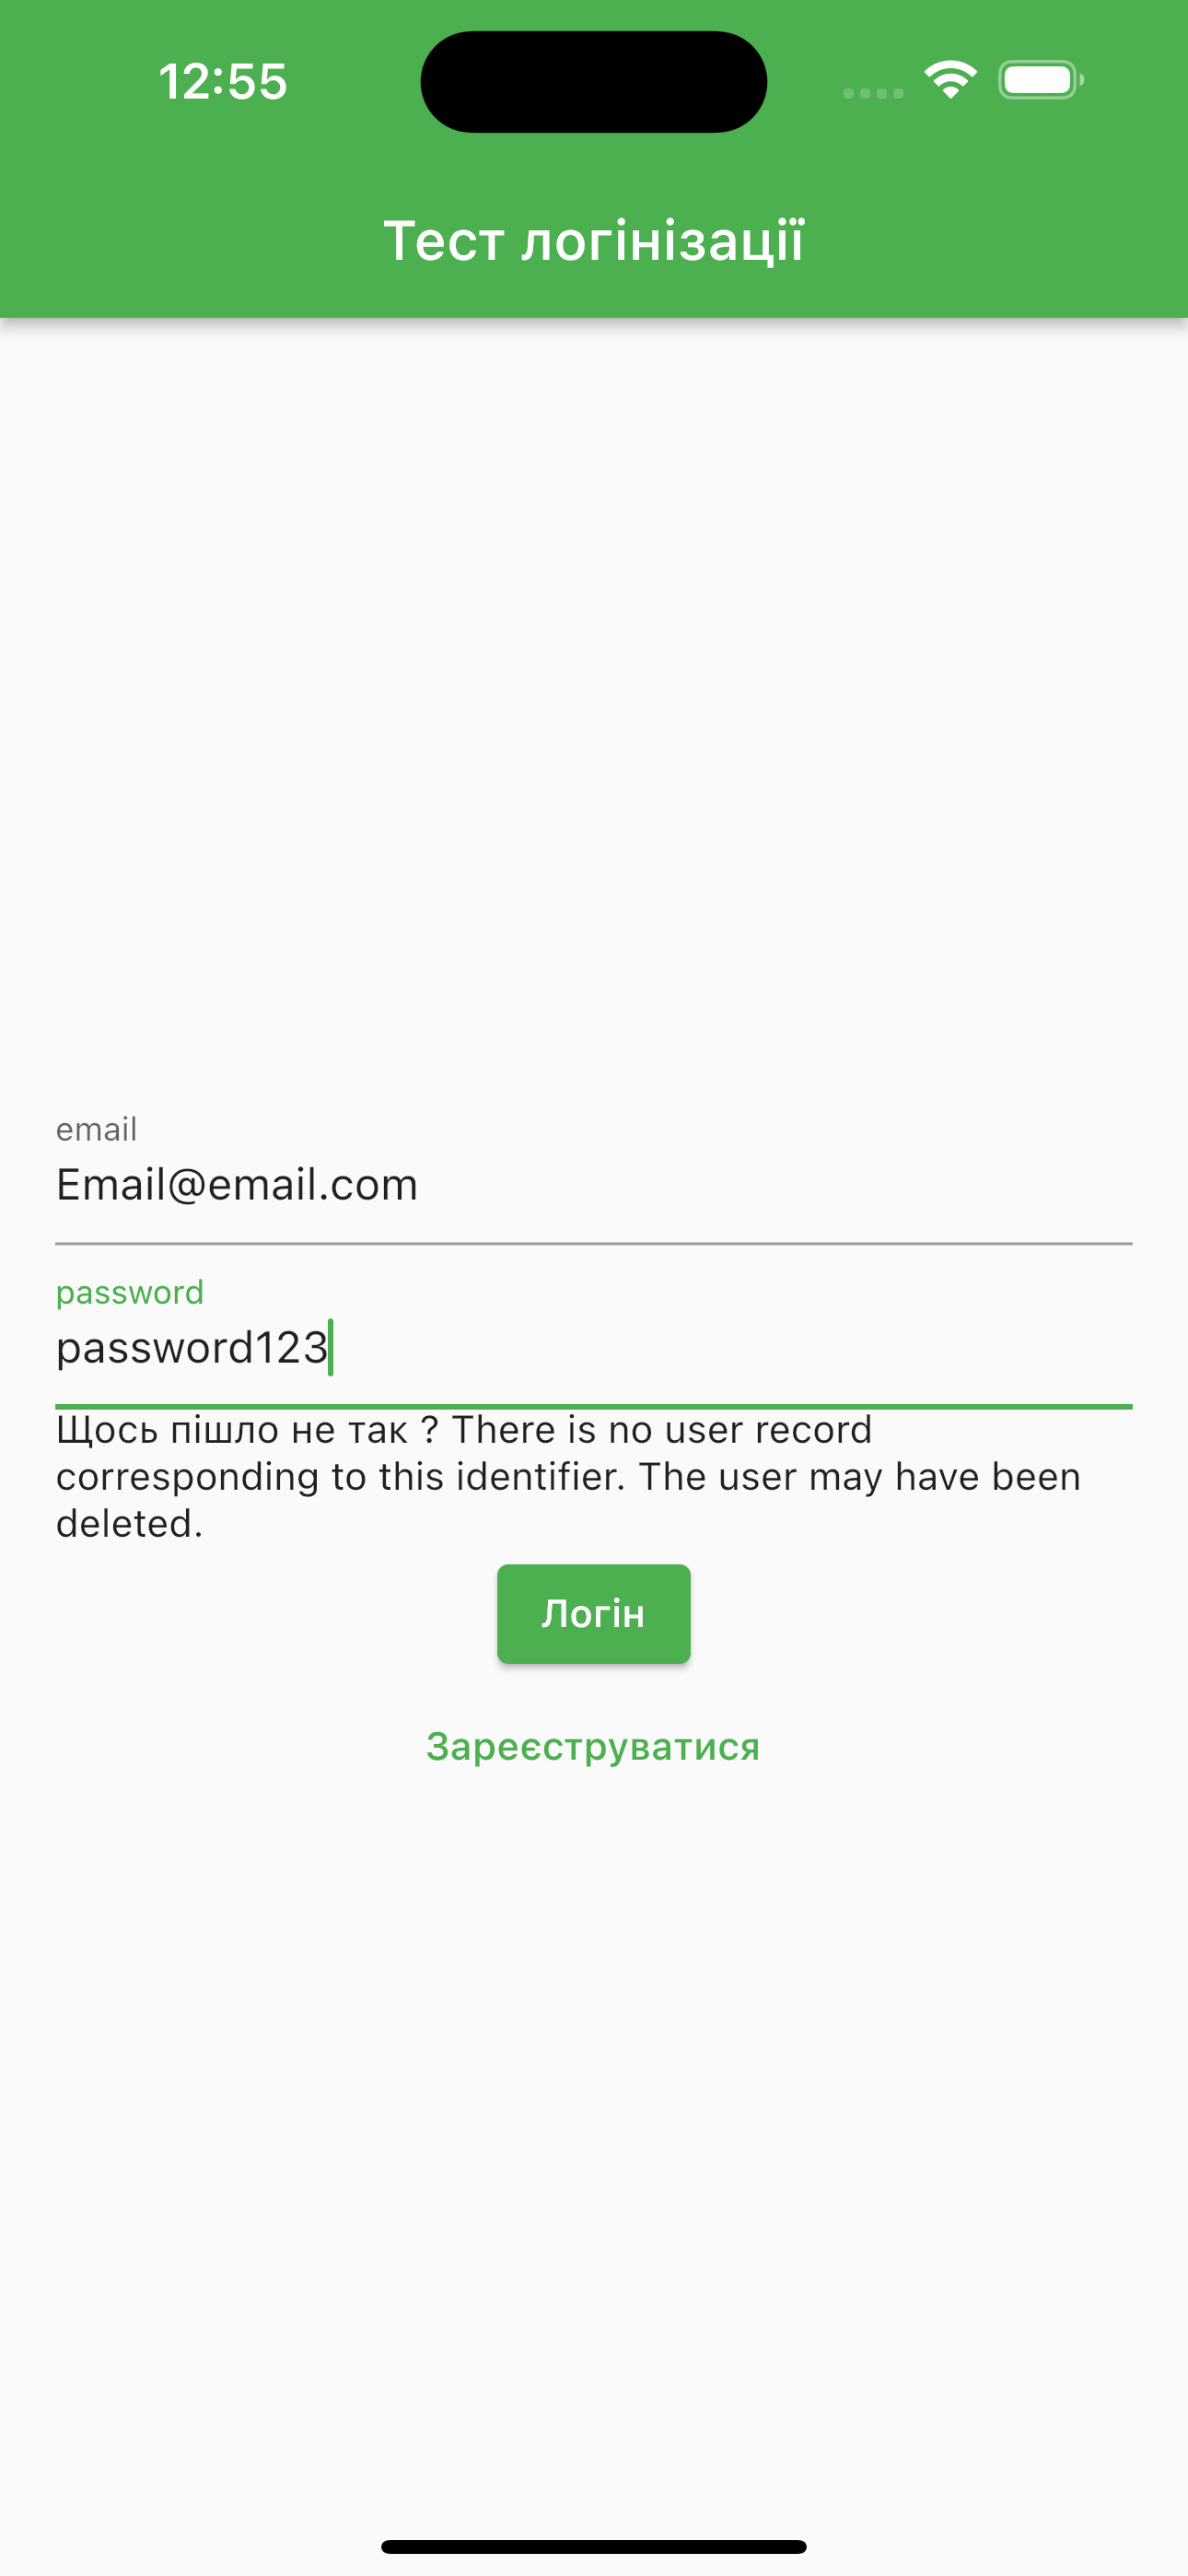 12:55
Тест логінізації
email
Email@email.com
password
password123
Щось пішло не так ? There is no user record
corresponding to this identifier. The user may have been
deleted.
Логін
Зареєструватися